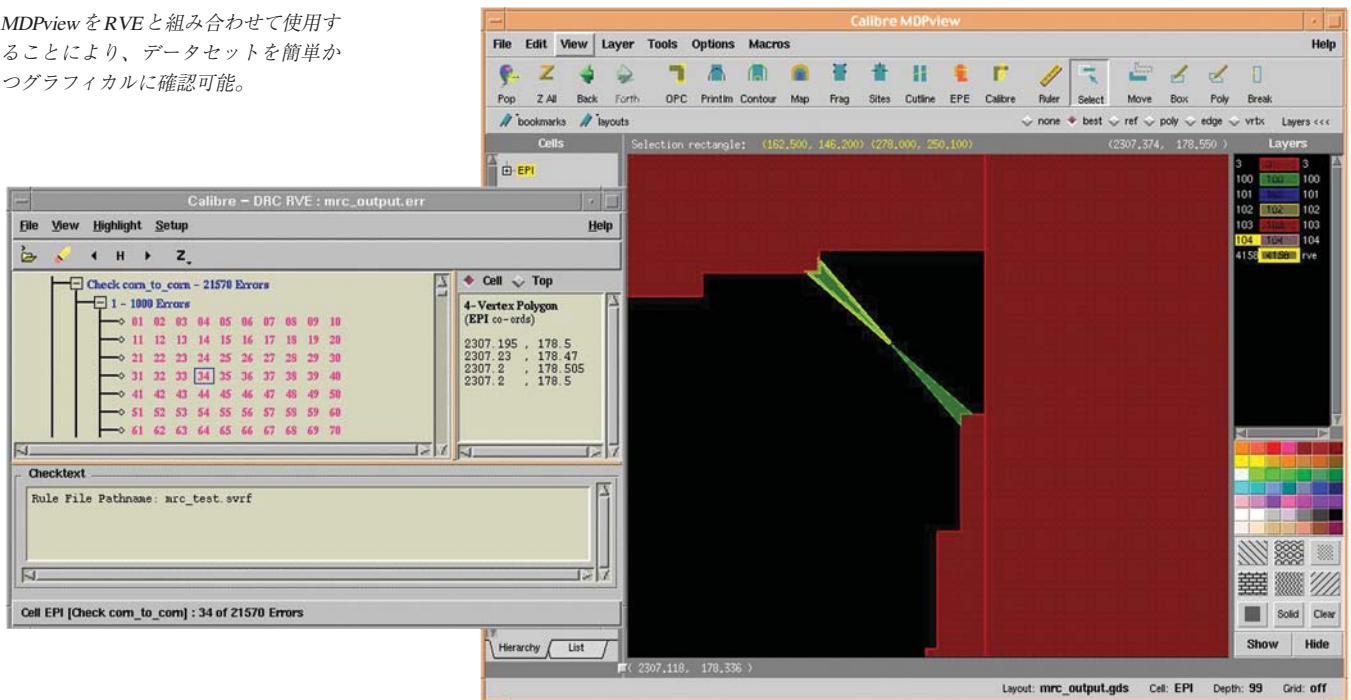 MDPviewをRVEと組み合わせて使用す
ることにより、データセットを簡単か
つグラフィカルに確認可能。
Calibre MDPview
File Edit View Layer Tools Options Macros Help
Pop Z All Back Forth OPC PrintIm Contour Map Frag Sites Cutline EPE Calibre Ruler Select Move Box Poly Break
bookmarks layouts none best ref poly edge vrtx Layers <<<
Cells Selection rectangle: (162,500, 146,200) (278,000, 250,100) (2307,374, 178,550 ) Layers
EPI
3 3
100 100 100
101 101
102 102 102
103 103
104 104 104
4158 4158 rve
Solid Clear
Show Hide
Hierarchy List
( 2307,118, 178,336 )
Layout: mrc_output.gds Cell: EPI Depth: 99 Grid: off
Calibre – DRC RVE : mrc_output.err
File View Highlight Setup Help
H Z
Check corn_to_corn – 21570 Errors
1 – 1000 Errors
01 02 03 04 05 06 07 08 09 10
11 12 13 14 15 16 17 18 19 20
21 22 23 24 25 26 27 28 29 30
31 32 33 34 35 36 37 38 39 40
41 42 43 44 45 46 47 48 49 50
51 52 53 54 55 56 57 58 59 60
61 62 63 64 65 66 67 68 69 70
Cell Top
4–Vertex Polygon
(EPI co–ords)
2307.195 , 178.5
2307.23 , 178.47
2307.2 , 178.505
2307.2 , 178.5
Checktext
Rule File Pathname: mrc_test.svrf
Cell EPI [Check corn_to_corn] : 34 of 21570 Errors